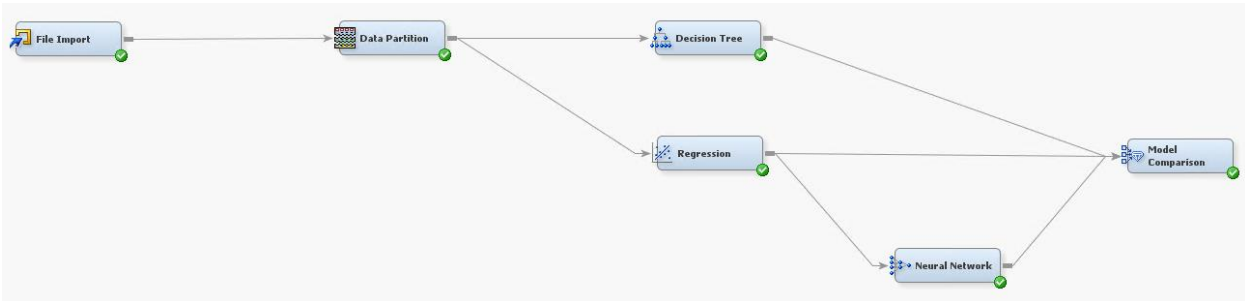 File Import
Data Partition
Decision Tree
Regression
Model
Comparison
Neural Network